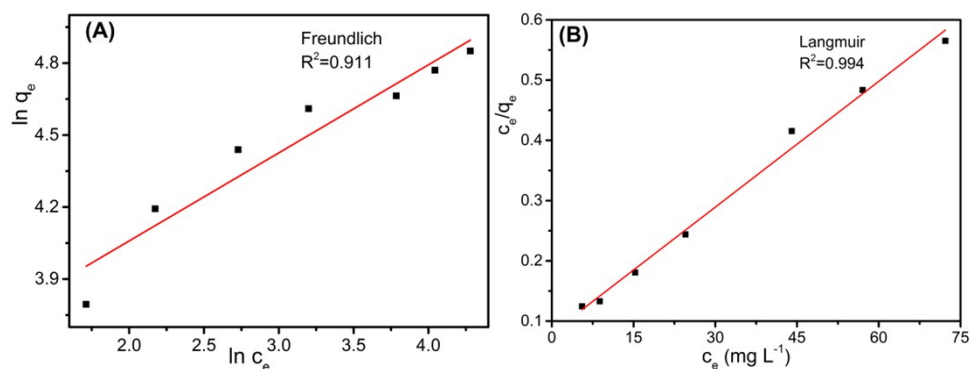 (A)
Freundlich
R²=0.911
ln qₑ
4.8
4.5
4.2
3.9
2.0
2.5
3.0
3.5
4.0
ln cₑ
(B)
Langmuir
R²=0.994
cₑ/qₑ
0.6
0.5
0.4
0.3
0.2
0.1
0
15
30
45
60
75
cₑ (mg L⁻¹)